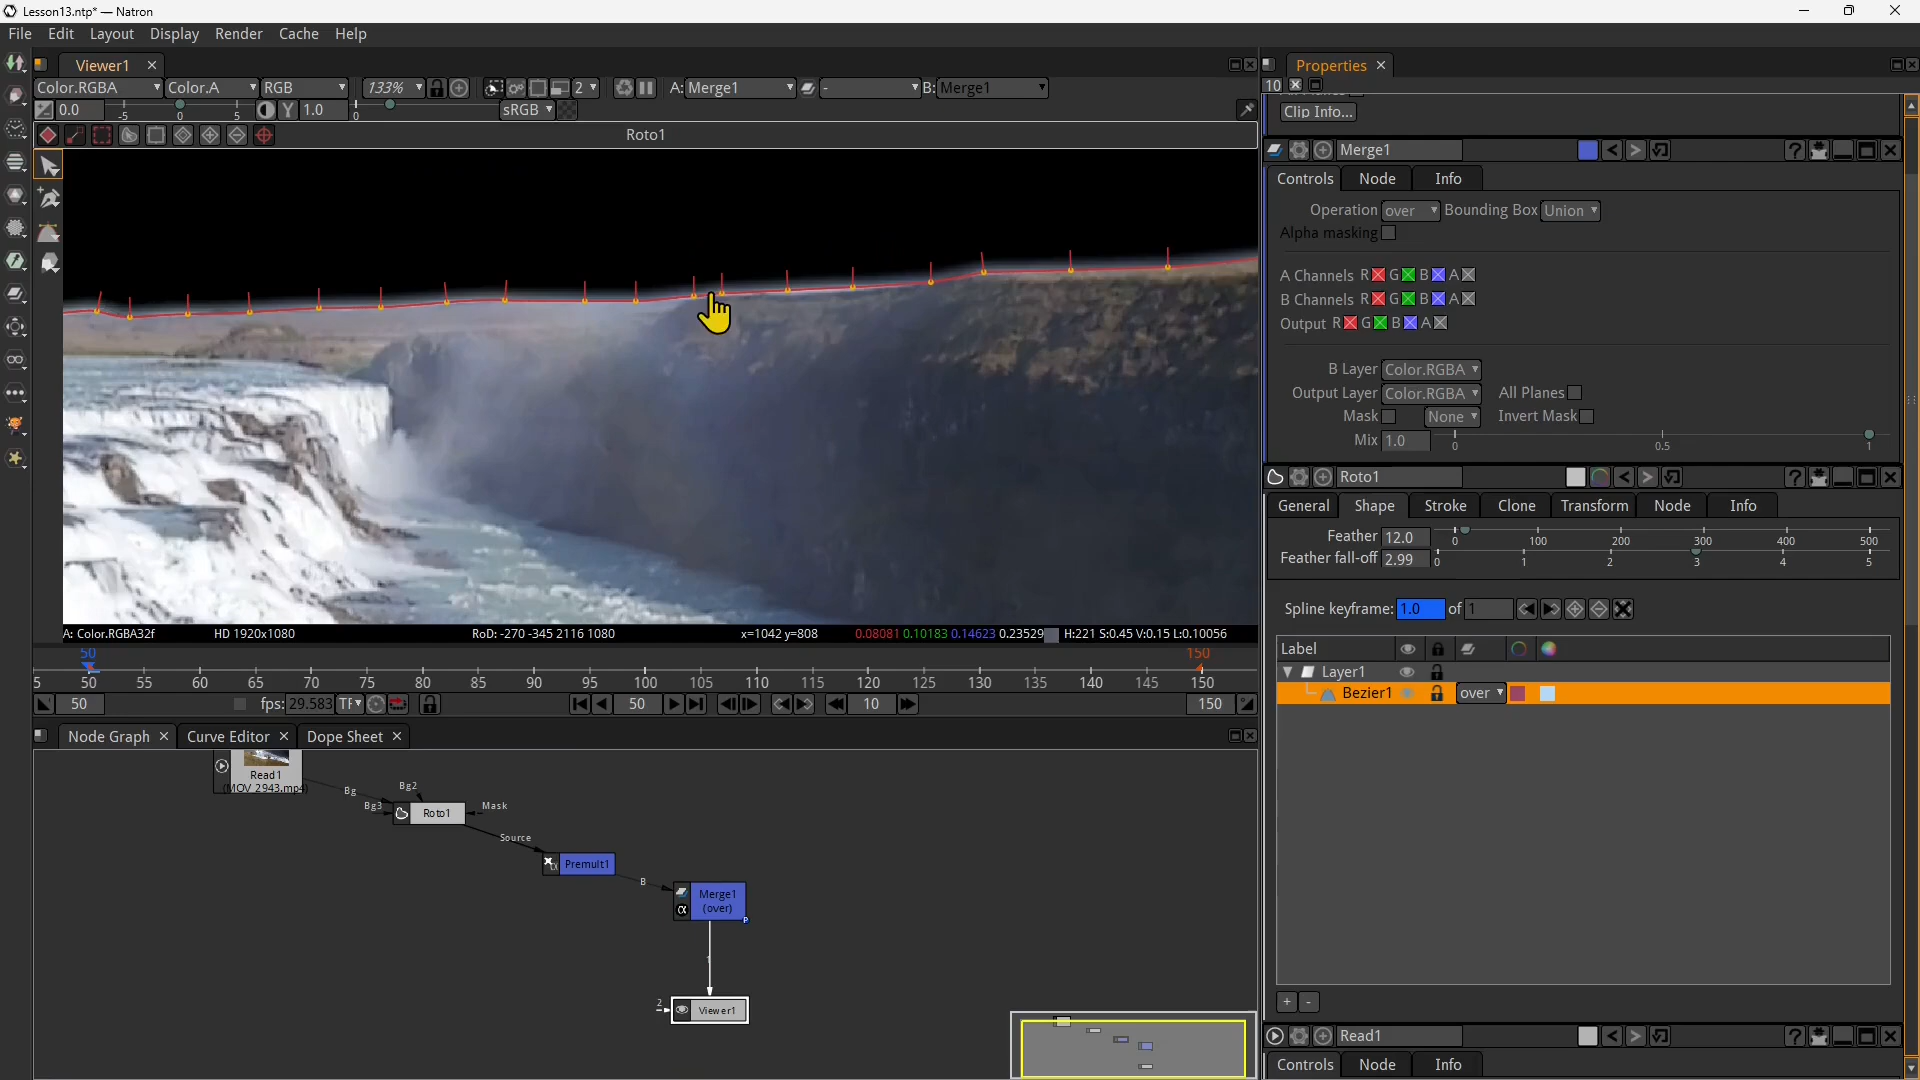 Lesson13.ntp* — Natron
File Edit Layout Display Render Cache Help
Viewer1
Properties
Color.RGBA Color.A RGB 133% 2 A: Merge1 - B: Merge1
10
0.0 -5 0 5 Y 1.0 0 sRGB
Clip Info...
Roto1
Merge1
Controls Node Info
Operation over Bounding Box Union
Alpha masking
A Channels R G B A
B Channels R G B A
Output R G B A
B Layer Color.RGBA
Output Layer Color.RGBA All Planes
Mask None Invert Mask
Mix 1.0 0 0.5 1
Roto1
General Shape Stroke Clone Transform Node Info
Feather 12.0 0 100 200 300 400 500
Feather fall-off 2.99 0 1 2 3 4 5
Spline keyframe: 1.0 of 1
Label
Layer1
Bezier1 over
+ -
Read1
Controls Node Info
A: Color.RGBA32f HD 1920x1080 RoD: -270 -345 2116 1080 x=1042 y=808 0.08081 0.10183 0.14623 0.23529 H:221 S:0.45 V:0.15 L:0.10056
50 150
5 50 55 60 65 70 75 80 85 90 95 100 105 110 115 120 125 130 135 140 145 150
50 fps: 29.583 TF 50 10 150
Node Graph Curve Editor Dope Sheet
Read1
(MOV_2943.mp4)
Bg Bg2
Bg3 Roto1 Mask
Source
Premult1
B
Merge1
(over)
P
1
2 Viewer1